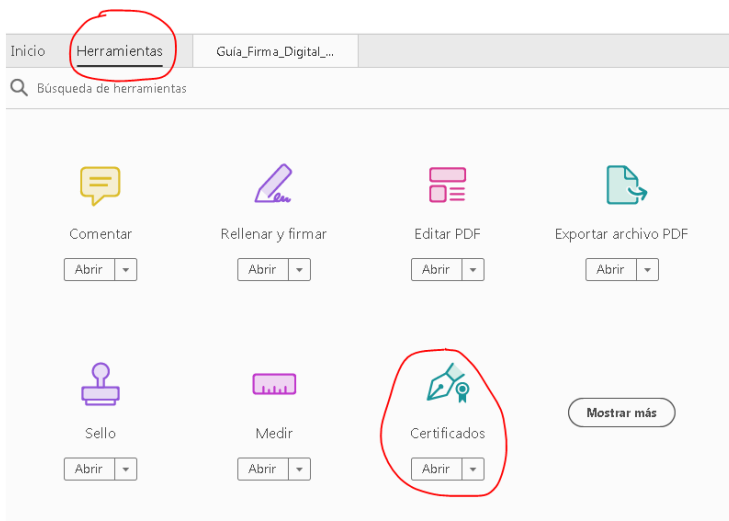 Inicio Herramientas Guía_Firma_Digital_...
Búsqueda de herramientas
Comentar Rellenar y firmar Editar PDF Exportar archivo PDF
Abrir Abrir Abrir Abrir
Sello Medir Certificados Mostrar más
Abrir Abrir Abrir